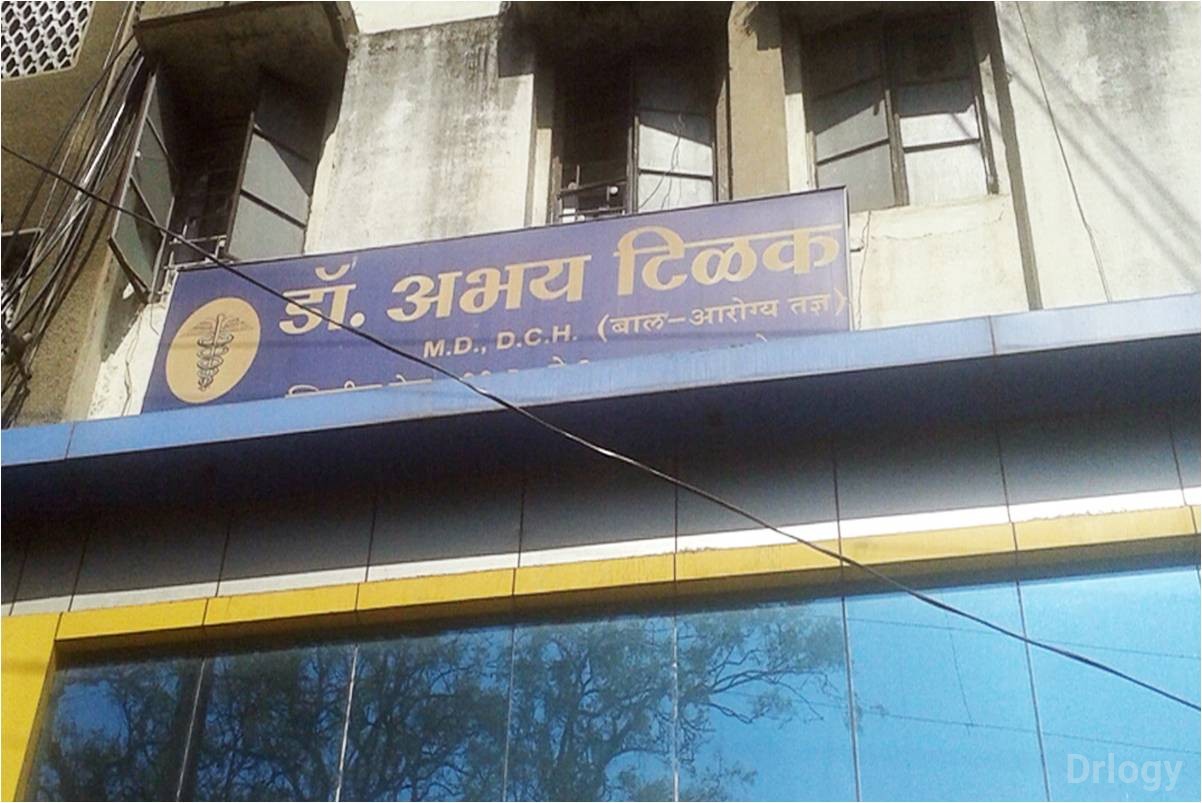 डॉ. अभय टिळक
M.D., D.C.H. (बाल-आरोग्य तज्ञ)
Drlogy